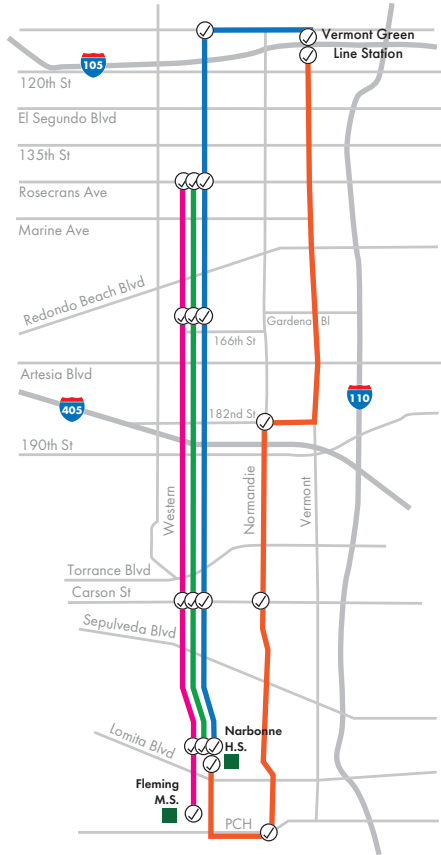 Vermont Green
Line Station
105
120th St
El Segundo Blvd
135th St
Rosecrans Ave
Marine Ave
Redondo Beach Blvd
Gardena Bl
166th St
Artesia Blvd
110
405
182nd St
190th St
Western
Normandie
Vermont
Torrance Blvd
Carson St
Sepulveda Blvd
Narbonne
H.S.
Lomita Blvd
Fleming
M.S.
PCH